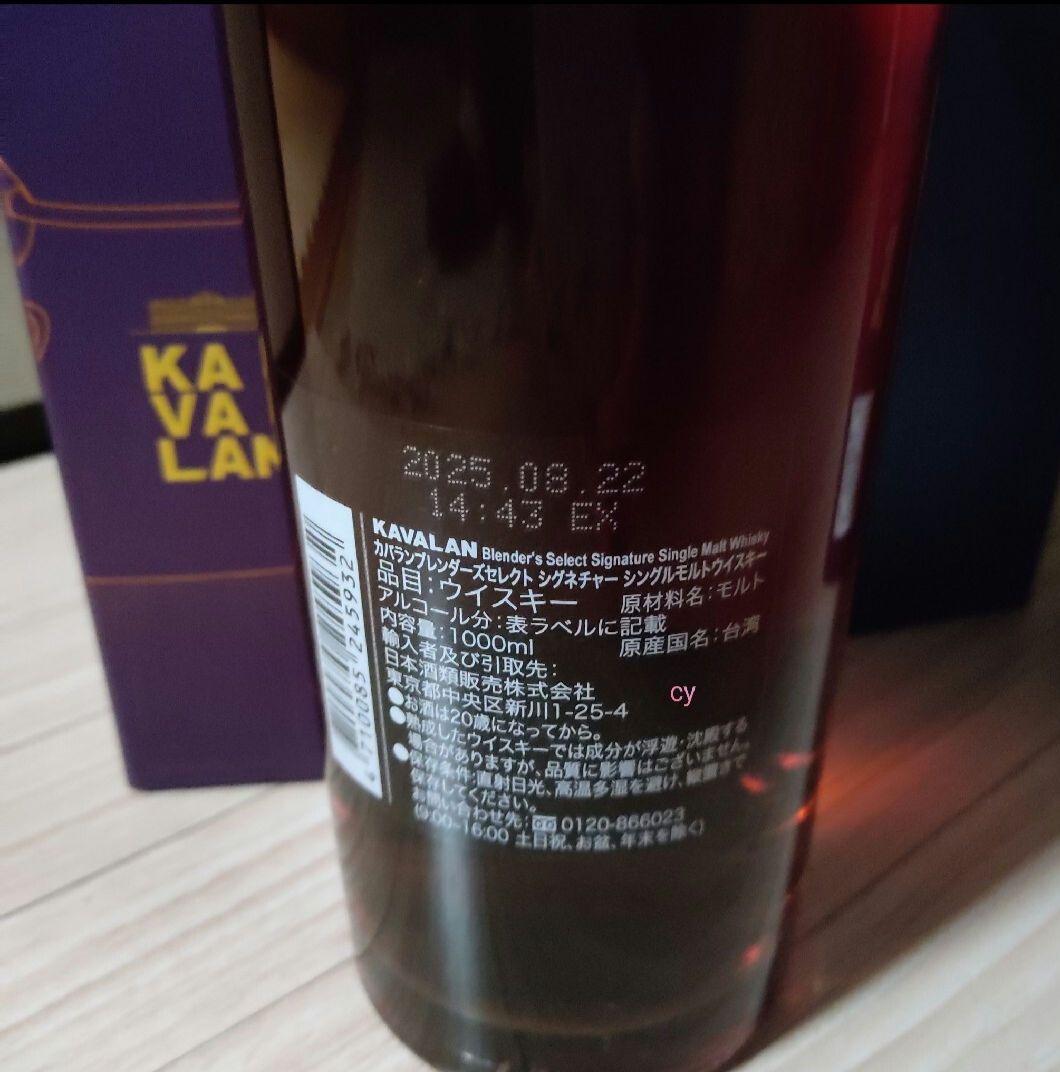 KA
VA
LAN
2025.08.22
14:43 EX
KAVALAN Blender's Select Signature Single Malt Whisky
カバランブレンダーズセレクト シグネチャー シングルモルトウイスキー
品目:ウイスキー 原材料名:モルト
アルコール分:表ラベルに記載
内容量:1000ml 原産国名:台湾
輸入者及び引取先:
日本酒類販売株式会社
東京都中央区新川1-25-4
cy
●お酒は20歳になってから。
●熟成したウイスキーでは成分が浮遊・沈殿する
場合がありますが、品質に影響はございません。
●保存条件:直射日光、高温多湿を避け、縦置きで
保存してください。
お問い合わせ先: 0120-866023
(9:00-16:00 土日祝、お盆、年末を除く)
4 710085 245932